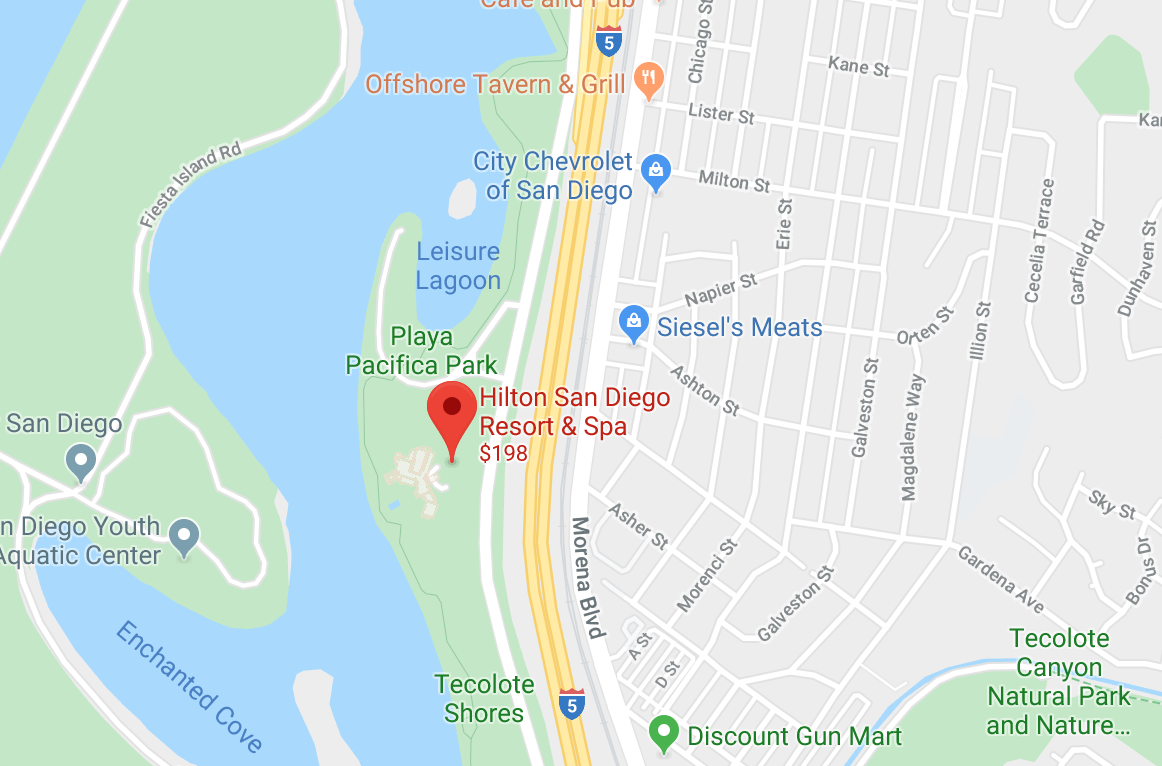 Cafe and Pub
5
Chicago St
Kane St
Offshore Tavern & Grill
Lister St
Kar
Fiesta Island Rd
City Chevrolet
of San Diego
Milton St
Erie St
Cecelia Terrace
Garfield Rd
Dunhaven St
Leisure
Lagoon
Napier St
Playa
Pacifica Park
Siesel's Meats
Orten St
Illion St
Ashton St
Galveston St
Magdalene Way
Hilton San Diego
Resort & Spa
$198
San Diego
n Diego Youth
Aquatic Center
Morena Blvd
Asher St
Morenci St
Galveston St
Sky St
Bonus Dr
Gardena Ave
Enchanted Cove
A St
D St
Tecolote
Shores
5
Tecolote
Canyon
Natural Park
and Nature...
Discount Gun Mart